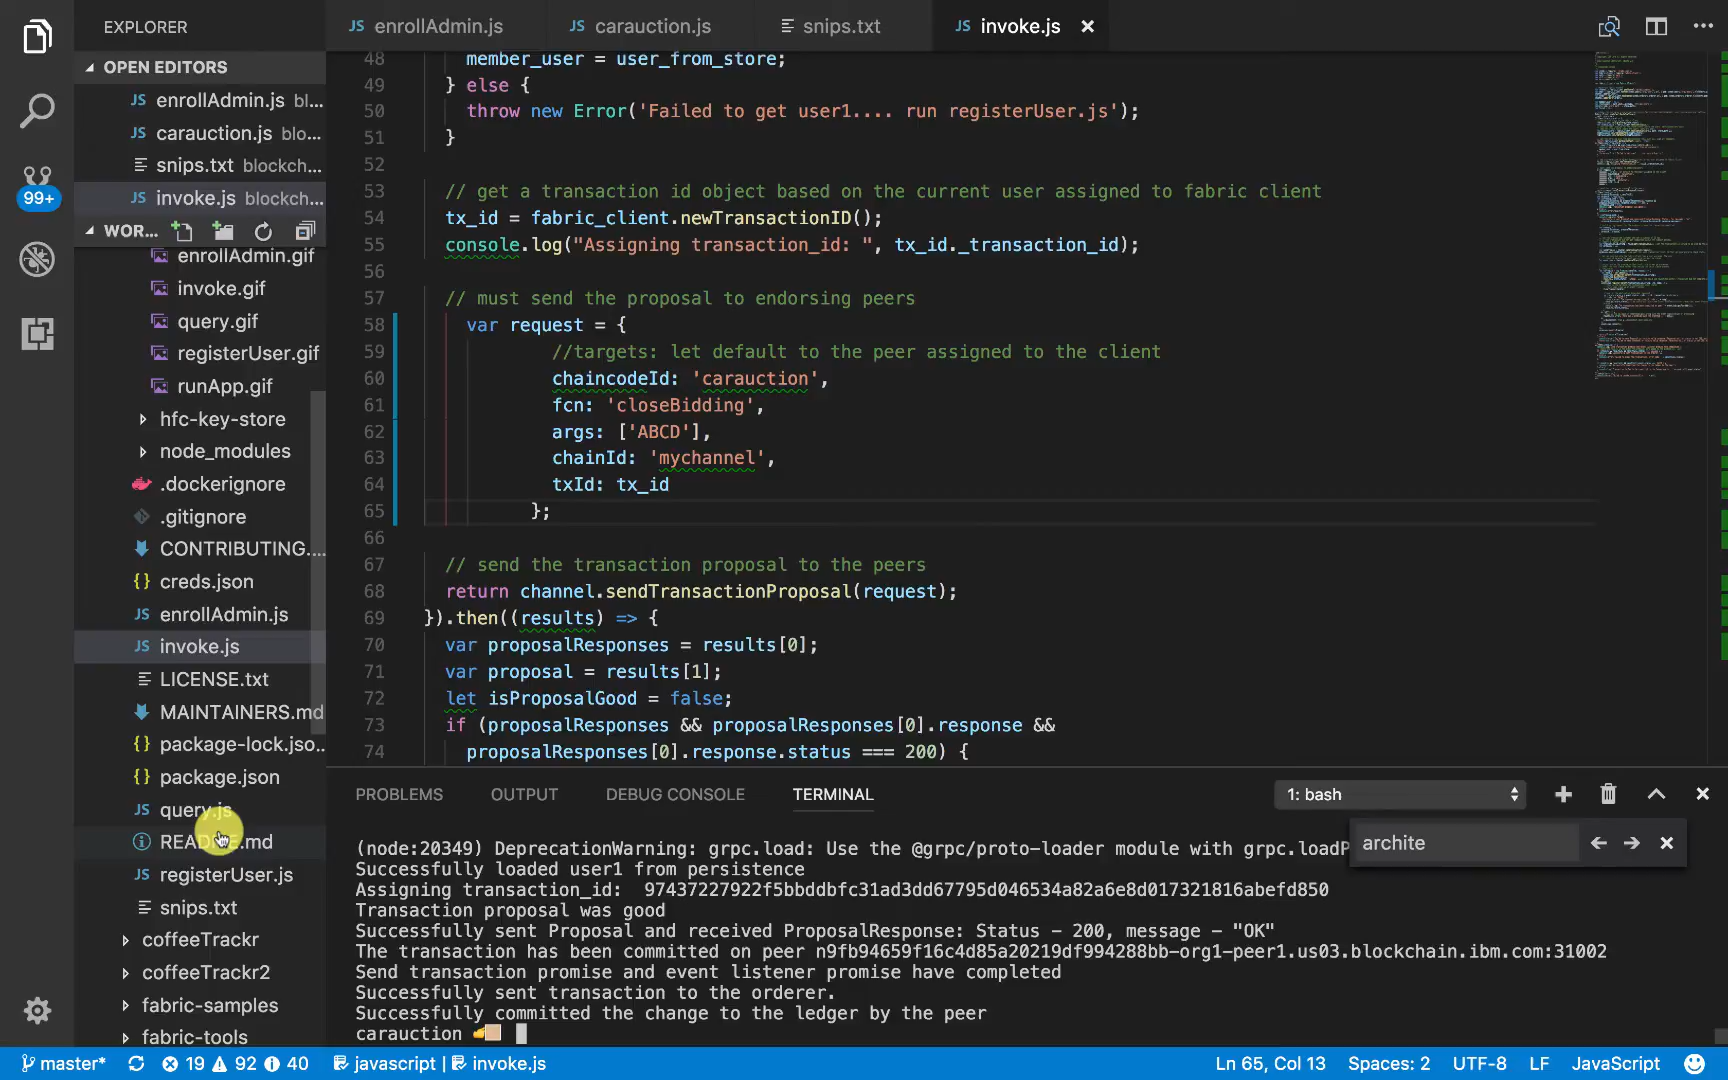 EXPLORER
OPEN EDITORS
JS enrollAdmin.js bl...
JS carauction.js blo...
snips.txt blockch...
JS invoke.js blockch...
WOR...
enrollAdmin.gif
invoke.gif
query.gif
registerUser.gif
runApp.gif
hfc-key-store
node_modules
.dockerignore
.gitignore
CONTRIBUTING....
{} creds.json
JS enrollAdmin.js
JS invoke.js
LICENSE.txt
MAINTAINERS.md
{} package-lock.jso...
{} package.json
JS query.js
README.md
JS registerUser.js
snips.txt
coffeeTrackr
coffeeTrackr2
fabric-samples
fabric-tools
99+
JS enrollAdmin.js JS carauction.js snips.txt JS invoke.js
48 member_user = user_from_store;
49 } else {
50 throw new Error('Failed to get user1.... run registerUser.js');
51 }
52
53 // get a transaction id object based on the current user assigned to fabric client
54 tx_id = fabric_client.newTransactionID();
55 console.log("Assigning transaction_id: ", tx_id._transaction_id);
56
57 // must send the proposal to endorsing peers
58 var request = {
59 //targets: let default to the peer assigned to the client
60 chaincodeId: 'carauction',
61 fcn: 'closeBidding',
62 args: ['ABCD'],
63 chainId: 'mychannel',
64 txId: tx_id
65 };
66
67 // send the transaction proposal to the peers
68 return channel.sendTransactionProposal(request);
69 }).then((results) => {
70 var proposalResponses = results[0];
71 var proposal = results[1];
72 let isProposalGood = false;
73 if (proposalResponses && proposalResponses[0].response &&
74 proposalResponses[0].response.status === 200) {
PROBLEMS OUTPUT DEBUG CONSOLE TERMINAL 1: bash
archite
(node:20349) DeprecationWarning: grpc.load: Use the @grpc/proto-loader module with grpc.loadP
Successfully loaded user1 from persistence
Assigning transaction_id:  97437227922f5bbddbfc31ad3dd67795d046534a82a6e8d017321816abefd850
Transaction proposal was good
Successfully sent Proposal and received ProposalResponse: Status - 200, message - "OK"
The transaction has been committed on peer n9fb94659f16c4d85a20219df994288bb-org1-peer1.us03.blockchain.ibm.com:31002
Send transaction promise and event listener promise have completed
Successfully sent transaction to the orderer.
Successfully committed the change to the ledger by the peer
carauction
master* 19 92 40 javascript | invoke.js Ln 65, Col 13 Spaces: 2 UTF-8 LF JavaScript